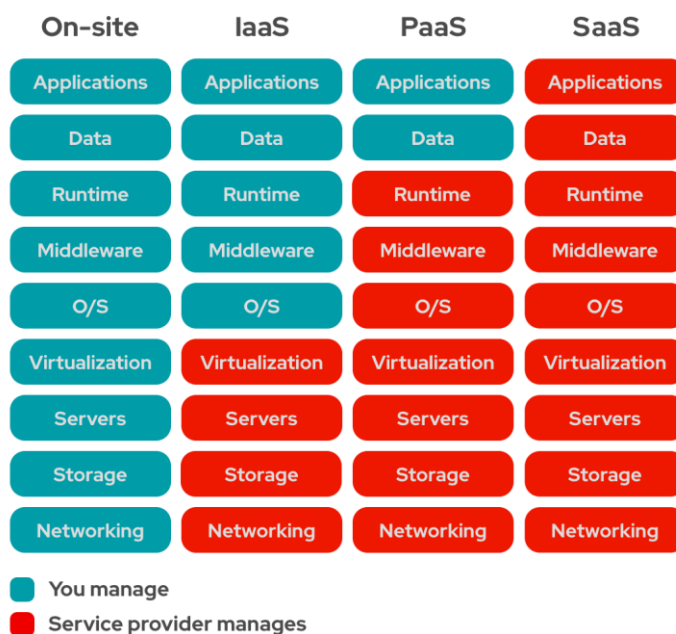 On-site IaaS PaaS SaaS
Applications Applications Applications Applications
Data Data Data Data
Runtime Runtime Runtime Runtime
Middleware Middleware Middleware Middleware
O/S O/S O/S O/S
Virtualization Virtualization Virtualization Virtualization
Servers Servers Servers Servers
Storage Storage Storage Storage
Networking Networking Networking Networking
You manage
Service provider manages